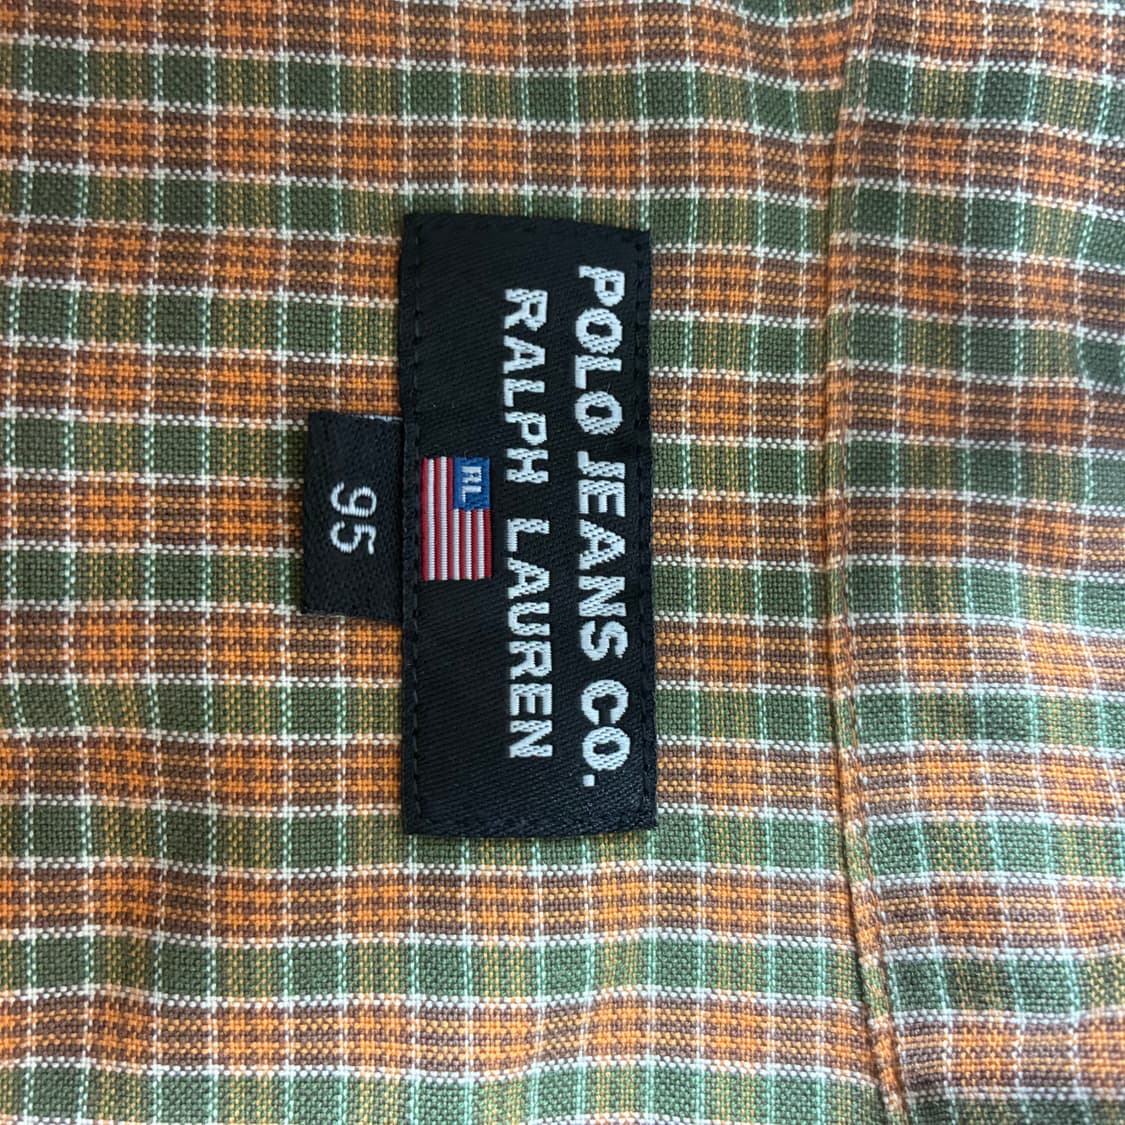 POLO JEANS CO.
RALPH LAUREN
RL
95